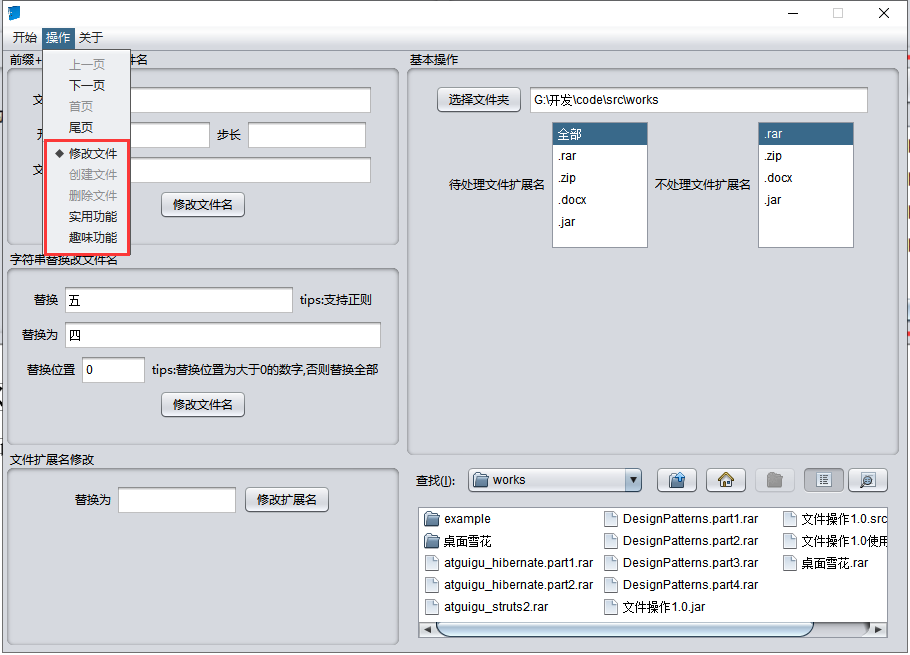 开始 操作 关于
上一页
下一页
首页
尾页
修改文件
创建文件
删除文件
实用功能
趣味功能
前缀+
件名
文
开
步长
文
修改文件名
字符串替换改文件名
替换 五 tips:支持正则
替换为 四
替换位置 0 tips:替换位置为大于0的数字,否则替换全部
修改文件名
文件扩展名修改
替换为 修改扩展名
基本操作
选择文件夹 G:\开发\code\src\works
待处理文件扩展名
全部
.rar
.zip
.docx
.jar
不处理文件扩展名
.rar
.zip
.docx
.jar
查找(I): works
example
桌面雪花
atguigu_hibernate.part1.rar
atguigu_hibernate.part2.rar
atguigu_struts2.rar
DesignPatterns.part1.rar
DesignPatterns.part2.rar
DesignPatterns.part3.rar
DesignPatterns.part4.rar
文件操作1.0.jar
文件操作1.0.src
文件操作1.0使用
桌面雪花.rar